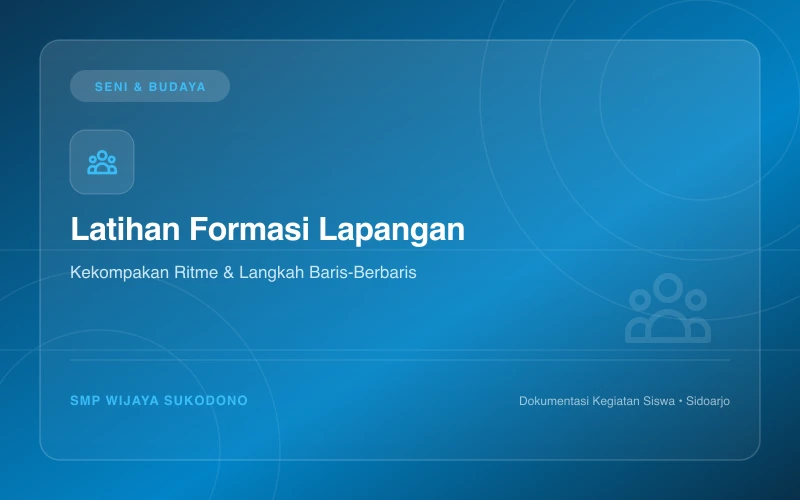 SENI & BUDAYA
Latihan Formasi Lapangan
Kekompakan Ritme & Langkah Baris-Berbaris
SMP WIJAYA SUKODONO
Dokumentasi Kegiatan Siswa • Sidoarjo